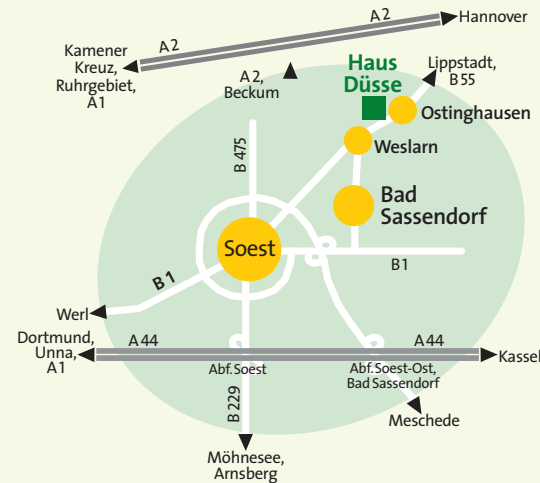 A 2
Hannover
A 2
Kamener
Kreuz,
Ruhrgebiet,
A 1
A 2,
Beckum
Haus
Düsse
Lippstadt,
B 55
Ostinghausen
Weslarn
B 475
Bad
Sassendorf
Soest
B 1
B 1
Werl
Dortmund,
Unna,
A 1
A 44
A 44
Kassel
Abf. Soest
Abf. Soest-Ost,
Bad Sassendorf
B 229
Meschede
Möhnesee,
Arnsberg